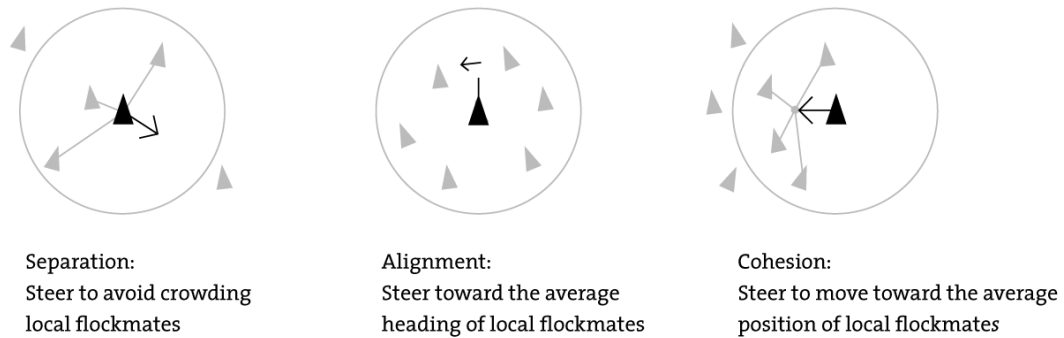 Separation:
Steer to avoid crowding
local flockmates
Alignment:
Steer toward the average
heading of local flockmates
Cohesion:
Steer to move toward the average
position of local flockmates